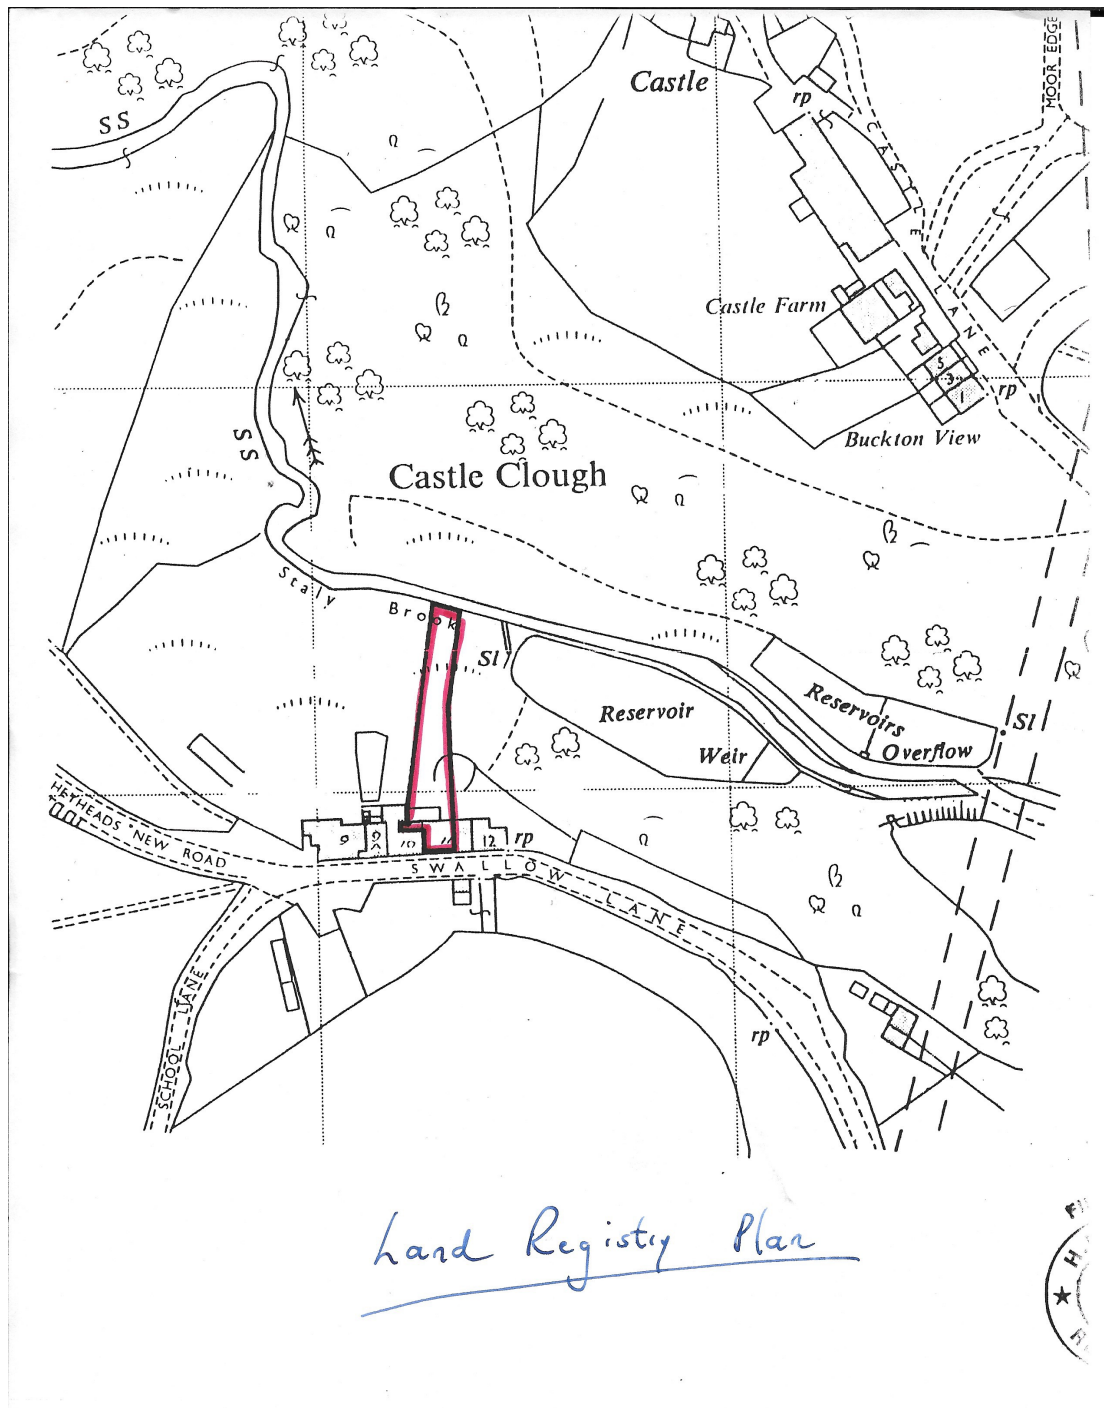 MOOR EDGE
Castle
rp
SS
CASTLE LANE
Castle Farm
5
3
1
rp
Buckton View
SS
Castle Clough
Staly Brook
Sl
Reservoir
Weir
Reservoirs
Overflow
Sl
HEYHEADS NEW ROAD
9
10
11
12
rp
SWALLOW LANE
SCHOOL LANE
rp
Land Registry Plan
H